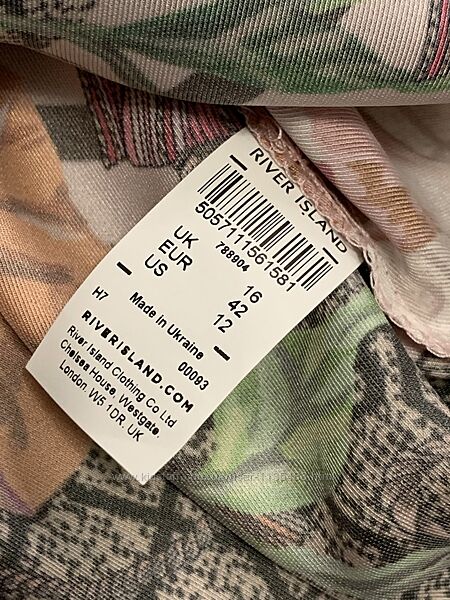 RIVER ISLAND
5057111561581
788904
UK 16
EUR 42
US 12
H7 Made in Ukraine 00093
RIVERISLAND.COM
River Island Clothing Co Ltd
Chelsea House, Westgate,
London. W5 1DR. UK